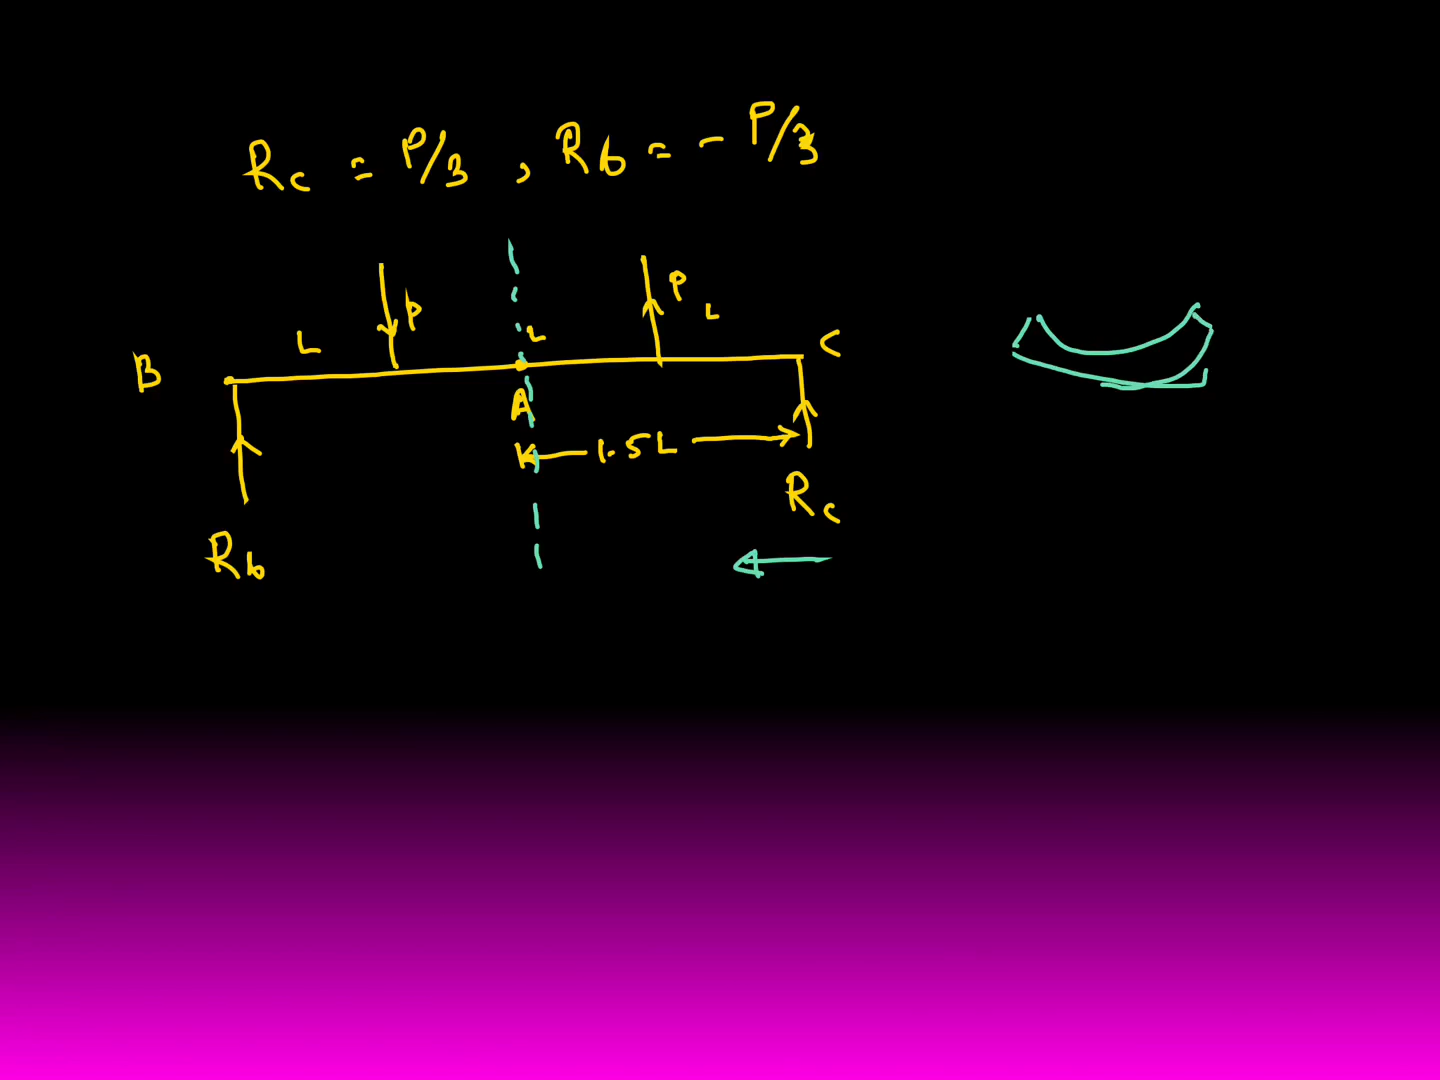 Rc = P/3 , Rb = - P/3
P
P
L
L
L
B
C
A
1.5L
Rc
Rb